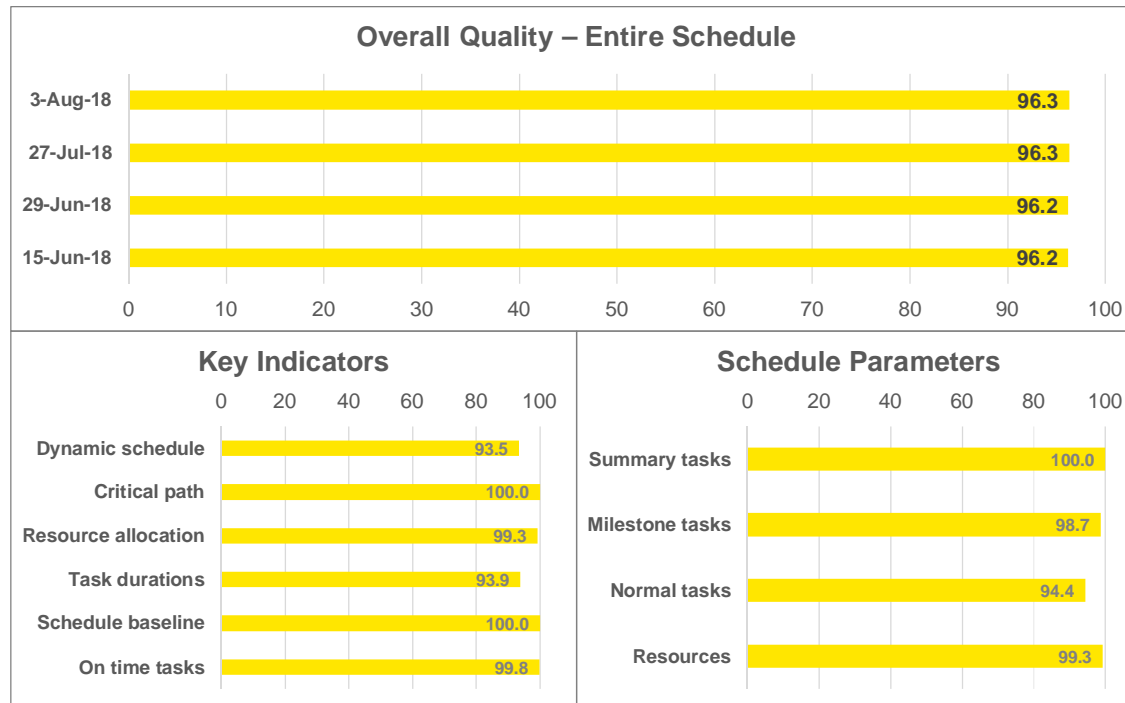 Overall Quality – Entire Schedule
3-Aug-18 96.3
27-Jul-18 96.3
29-Jun-18 96.2
15-Jun-18 96.2
0 10 20 30 40 50 60 70 80 90 100
Key Indicators
0 20 40 60 80 100
Dynamic schedule 93.5
Critical path 100.0
Resource allocation 99.3
Task durations 93.9
Schedule baseline 100.0
On time tasks 99.8
Schedule Parameters
0 20 40 60 80 100
Summary tasks 100.0
Milestone tasks 98.7
Normal tasks 94.4
Resources 99.3